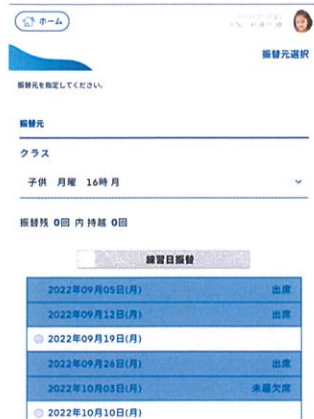 ホーム
振替元選択
振替元を指定してください。
振替元
クラス
子供 月曜 16時 月
振替残 0回 内 持越 0回
練習日振替
2022年09月05日(月) 出席
2022年09月12日(月) 出席
2022年09月19日(月)
2022年09月26日(月) 出席
2022年10月03日(月) 未届欠席
2022年10月10日(月)